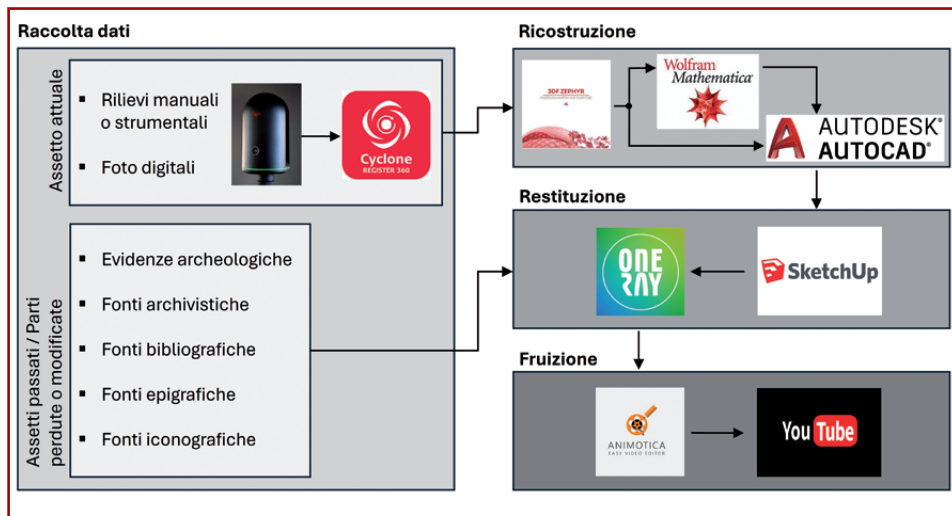 Raccolta dati
Assetto attuale
▪ Rilievi manuali
o strumentali
▪ Foto digitali
Cyclone
REGISTER 360
Assetti passati / Parti
perdute o modificate
▪ Evidenze archeologiche
▪ Fonti archivistiche
▪ Fonti bibliografiche
▪ Fonti epigrafiche
▪ Fonti iconografiche
Ricostruzione
3DF ZEPHYR
Wolfram
Mathematica®
AUTODESK®
AUTOCAD®
Restituzione
ONE
RAY
SketchUp
Fruizione
ANIMOTICA
EASY VIDEO EDITOR
YouTube